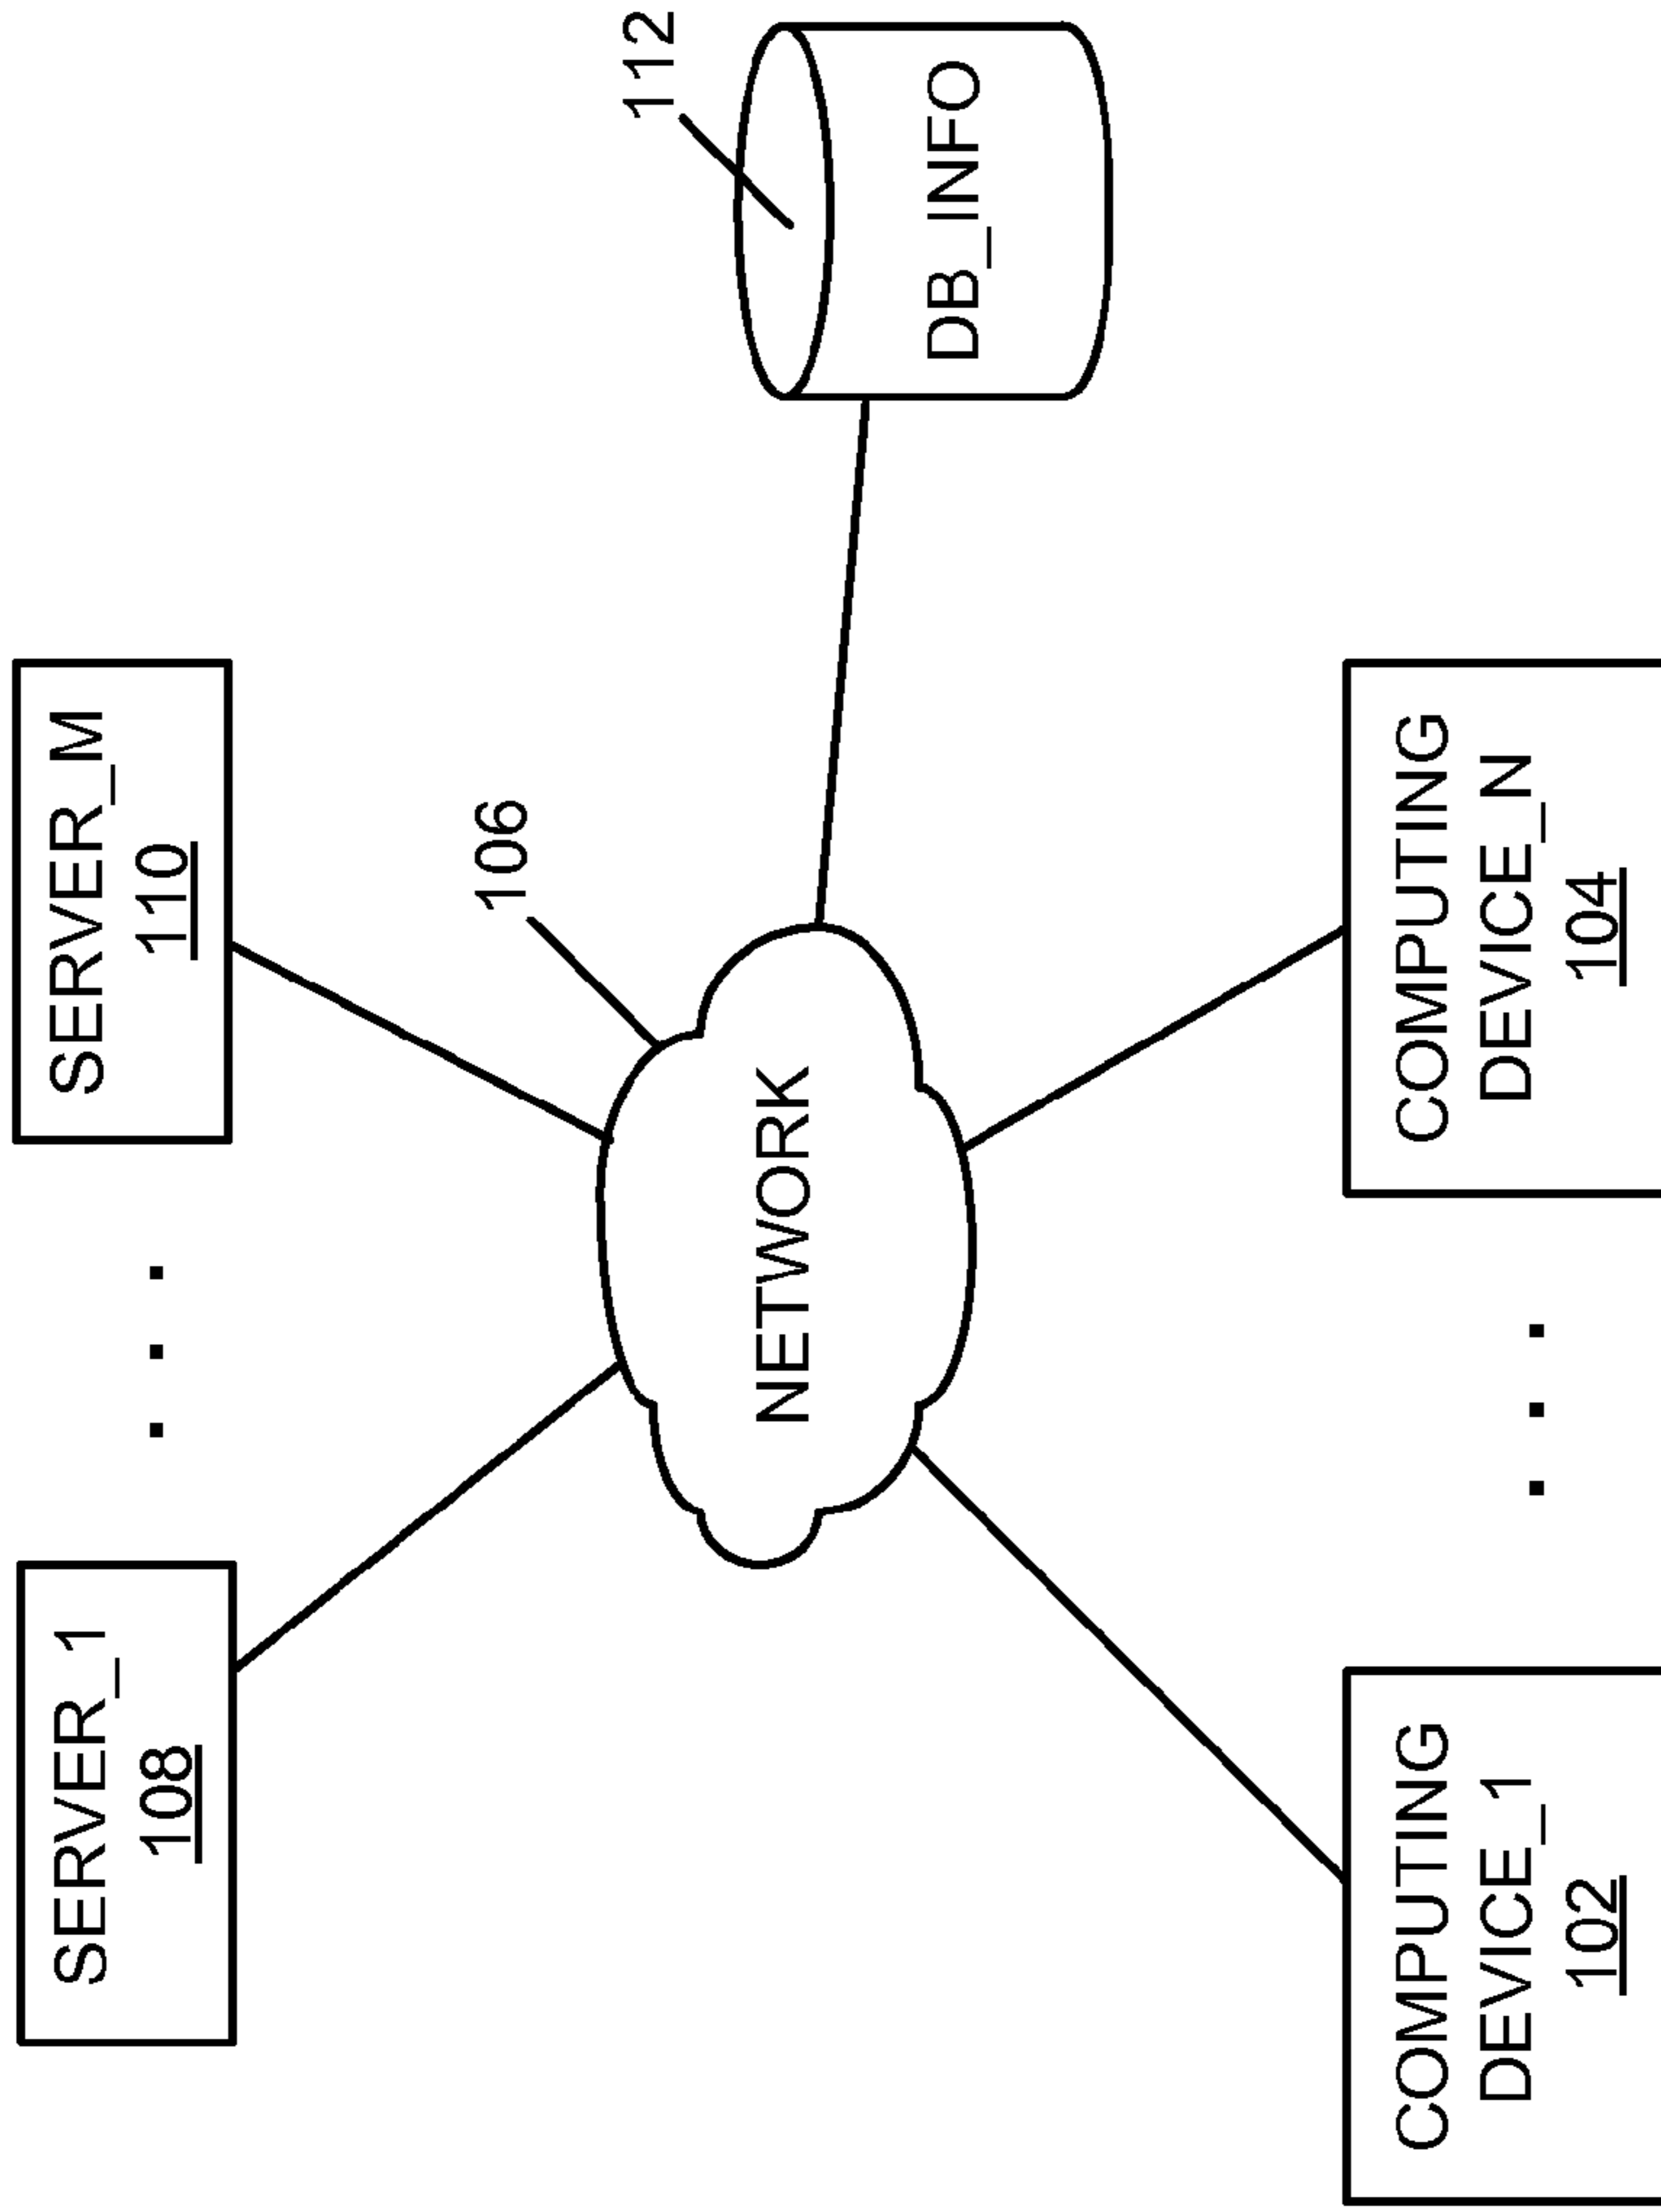 SERVER_1
108
. . .
SERVER_M
110
106
NETWORK
112
DB_INFO
COMPUTING
DEVICE_1
102
. . .
COMPUTING
DEVICE_N
104